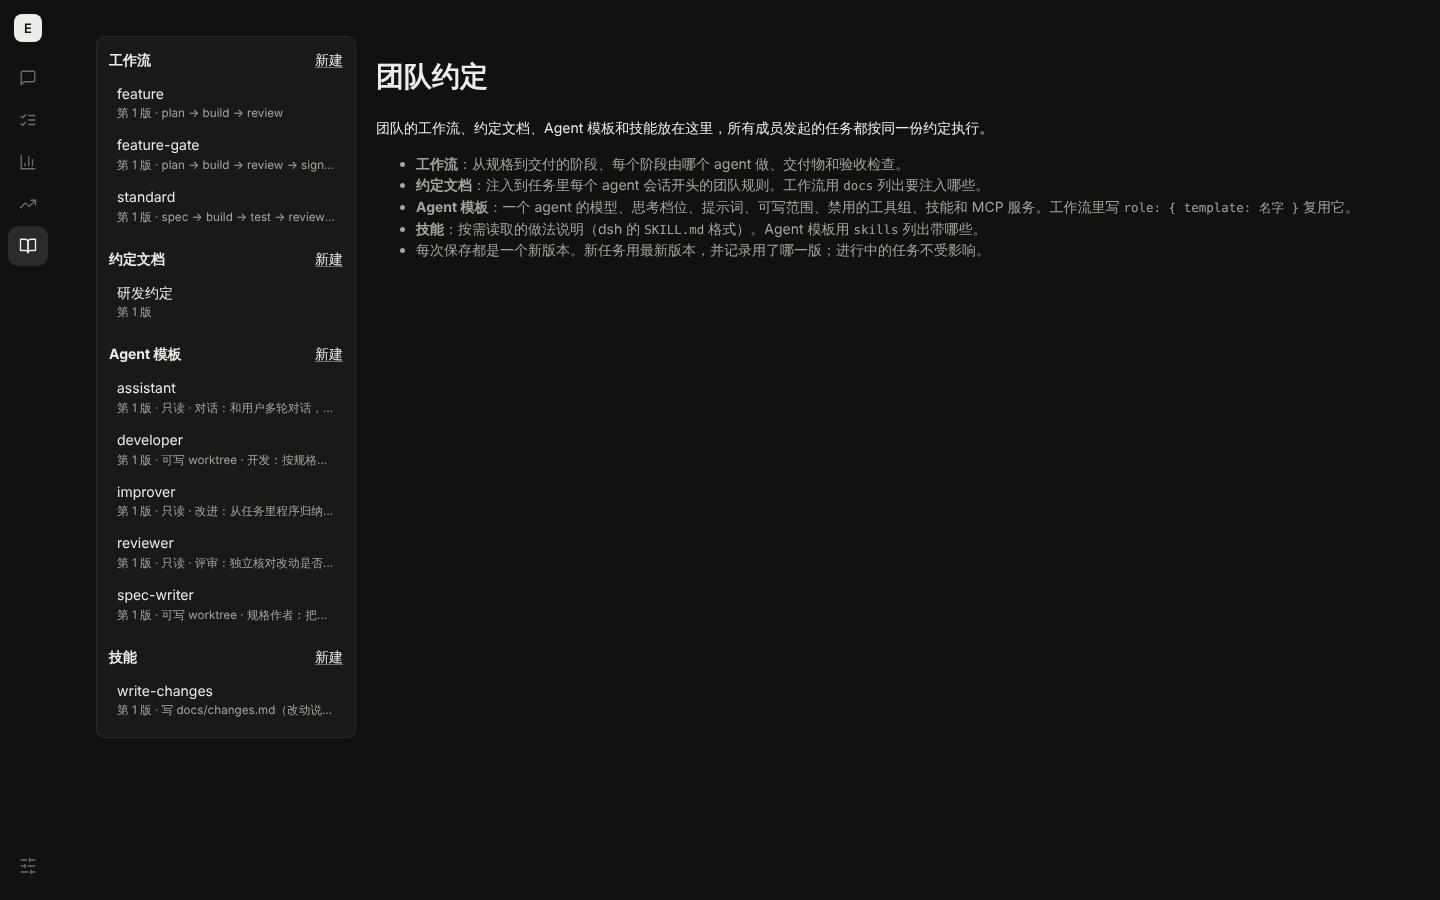 E
工作流 新建
feature
第 1 版 · plan → build → review
feature-gate
第 1 版 · plan → build → review → sign...
standard
第 1 版 · spec → build → test → review...
约定文档 新建
研发约定
第 1 版
Agent 模板 新建
assistant
第 1 版 · 只读 · 对话：和用户多轮对话，...
developer
第 1 版 · 可写 worktree · 开发：按规格...
improver
第 1 版 · 只读 · 改进：从任务里程序归纳...
reviewer
第 1 版 · 只读 · 评审：独立核对改动是否...
spec-writer
第 1 版 · 可写 worktree · 规格作者：把...
技能 新建
write-changes
第 1 版 · 写 docs/changes.md（改动说...
团队约定
团队的工作流、约定文档、Agent 模板和技能放在这里，所有成员发起的任务都按同一份约定执行。
工作流：从规格到交付的阶段、每个阶段由哪个 agent 做、交付物和验收检查。
约定文档：注入到任务里每个 agent 会话开头的团队规则。工作流用 docs 列出要注入哪些。
Agent 模板：一个 agent 的模型、思考档位、提示词、可写范围、禁用的工具组、技能和 MCP 服务。工作流里写 role: { template: 名字 } 复用它。
技能：按需读取的做法说明（dsh 的 SKILL.md 格式）。Agent 模板用 skills 列出带哪些。
每次保存都是一个新版本。新任务用最新版本，并记录用了哪一版；进行中的任务不受影响。